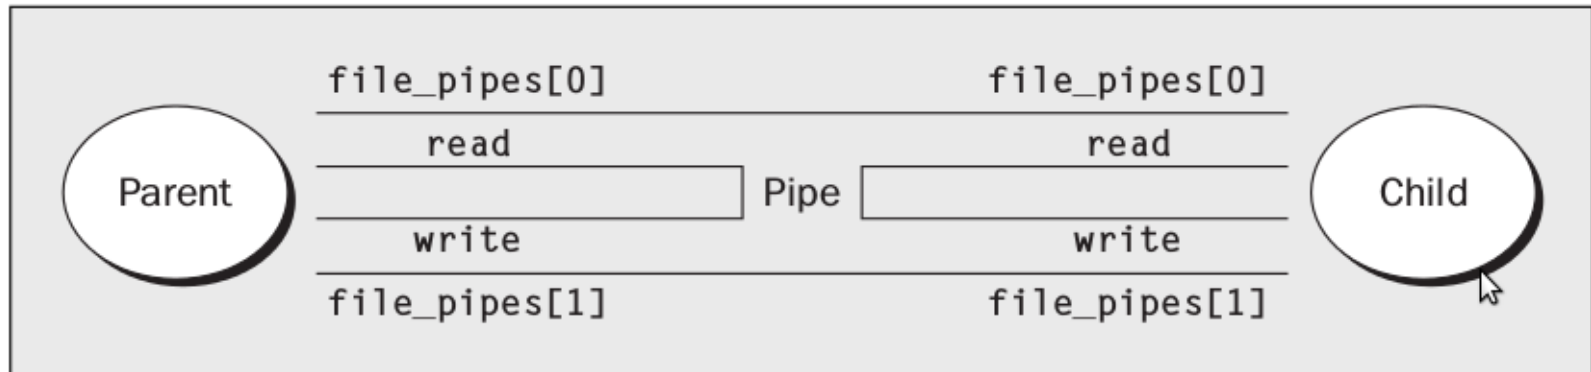 file_pipes[0] file_pipes[0]
read read
Parent Pipe Child
write write
file_pipes[1] file_pipes[1]